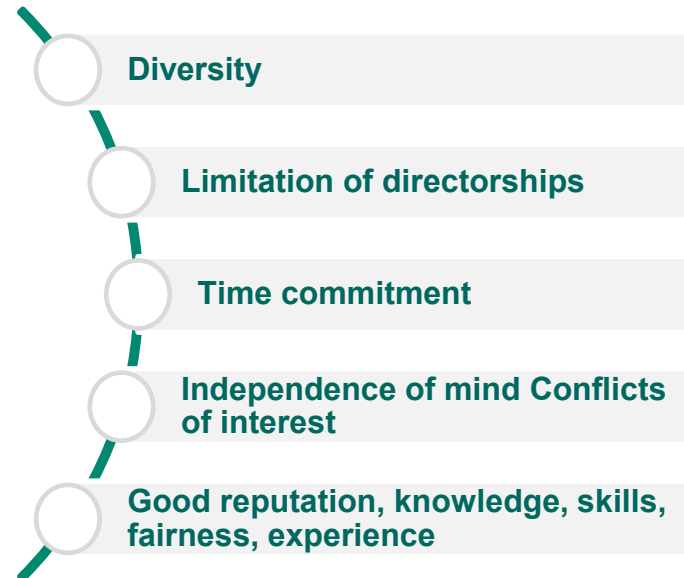 Diversity
Limitation of directorships
Time commitment
Independence of mind Conflicts
of interest
Good reputation, knowledge, skills,
fairness, experience